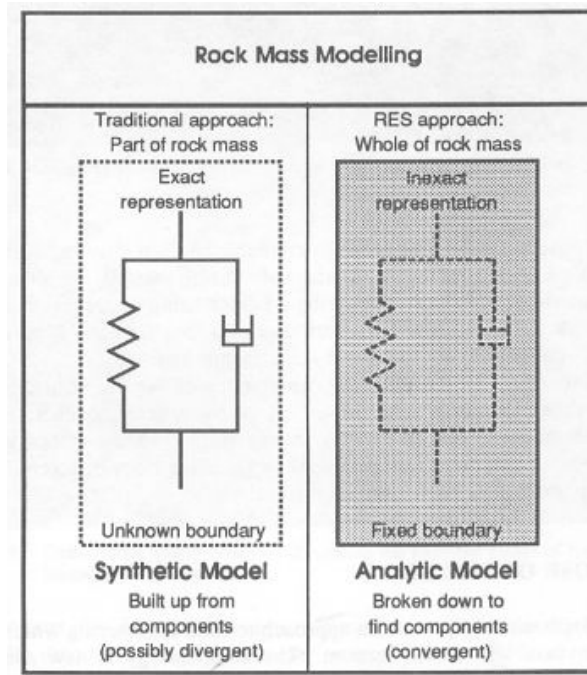 Rock Mass Modelling
Traditional approach:
Part of rock mass
Exact
representation
Unknown boundary
Synthetic Model
Built up from
components
(possibly divergent)
RES approach:
Whole of rock mass
Inexact
representation
Fixed boundary
Analytic Model
Broken down to
find components
(convergent)